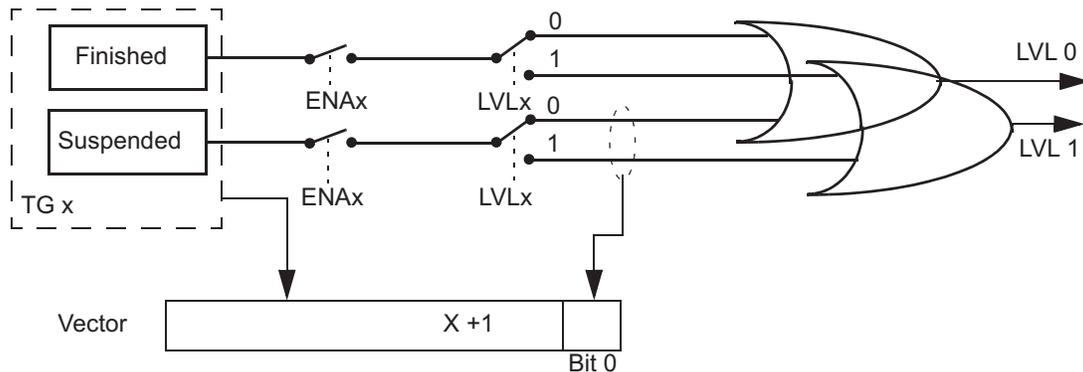 Finished
ENAx
LVLx
0
1
LVL 0
Suspended
ENAx
LVLx
0
1
LVL 1
TG x
Vector
X +1
Bit 0